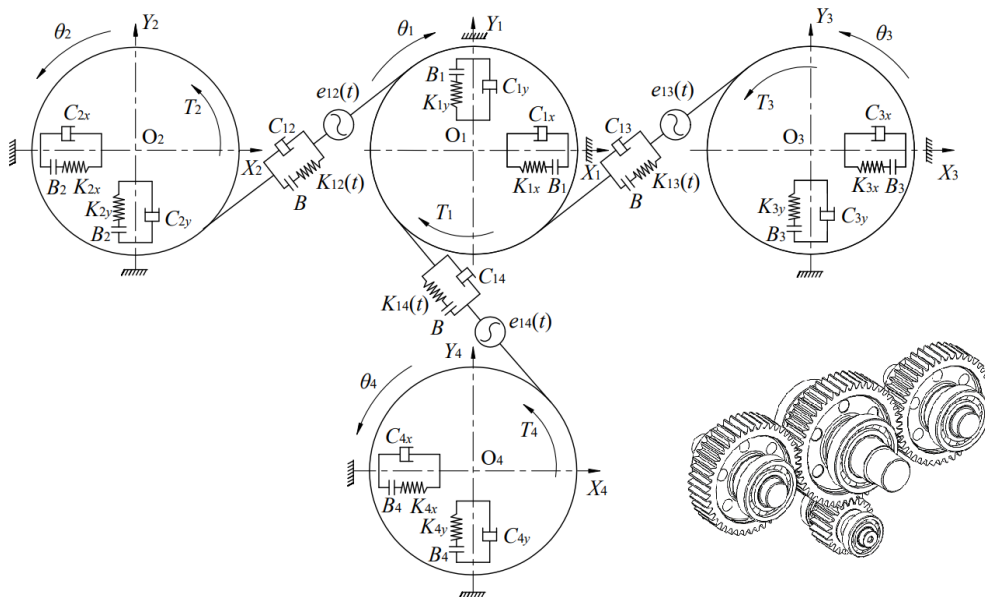 Y2
θ2
T2
C2x
O2
X2
B2
K2x
K2y
B2
C2y
C12
e12(t)
K12(t)
B
Y1
θ1
B1
K1y
C1y
O1
C1x
X1
K1x
B1
T1
C13
e13(t)
K13(t)
B
Y3
θ3
T3
O3
C3x
X3
K3x
B3
K3y
B3
C3y
C14
K14(t)
B
e14(t)
Y4
θ4
T4
C4x
O4
X4
B4
K4x
K4y
B4
C4y